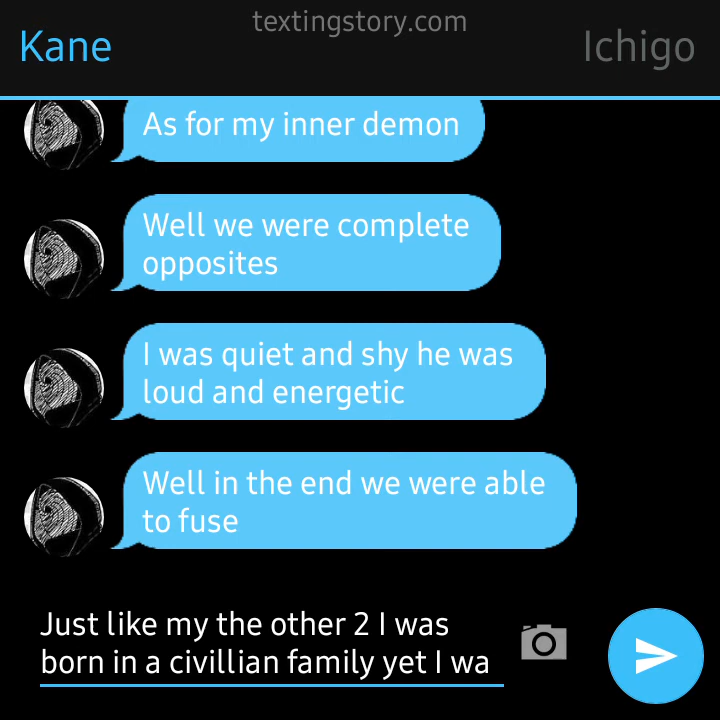 textingstory.com
Kane
Ichigo
As for my inner demon
Well we were complete
opposites
I was quiet and shy he was
loud and energetic
Well in the end we were able
to fuse
Just like my the other 2 I was
born in a civillian family yet I wa